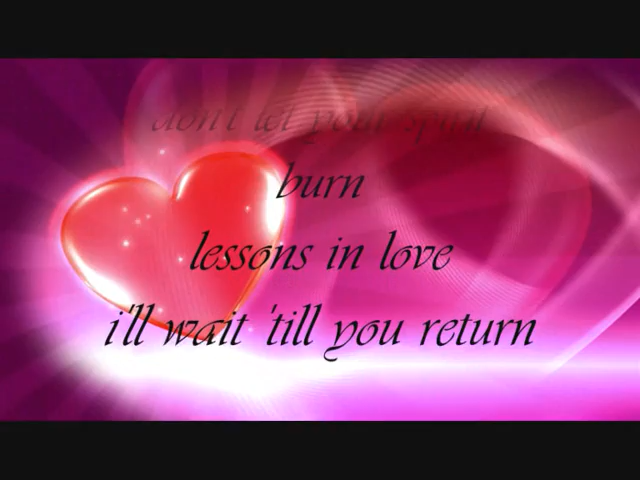 don't let your spirit
burn
lessons in love
i'll wait 'till you return